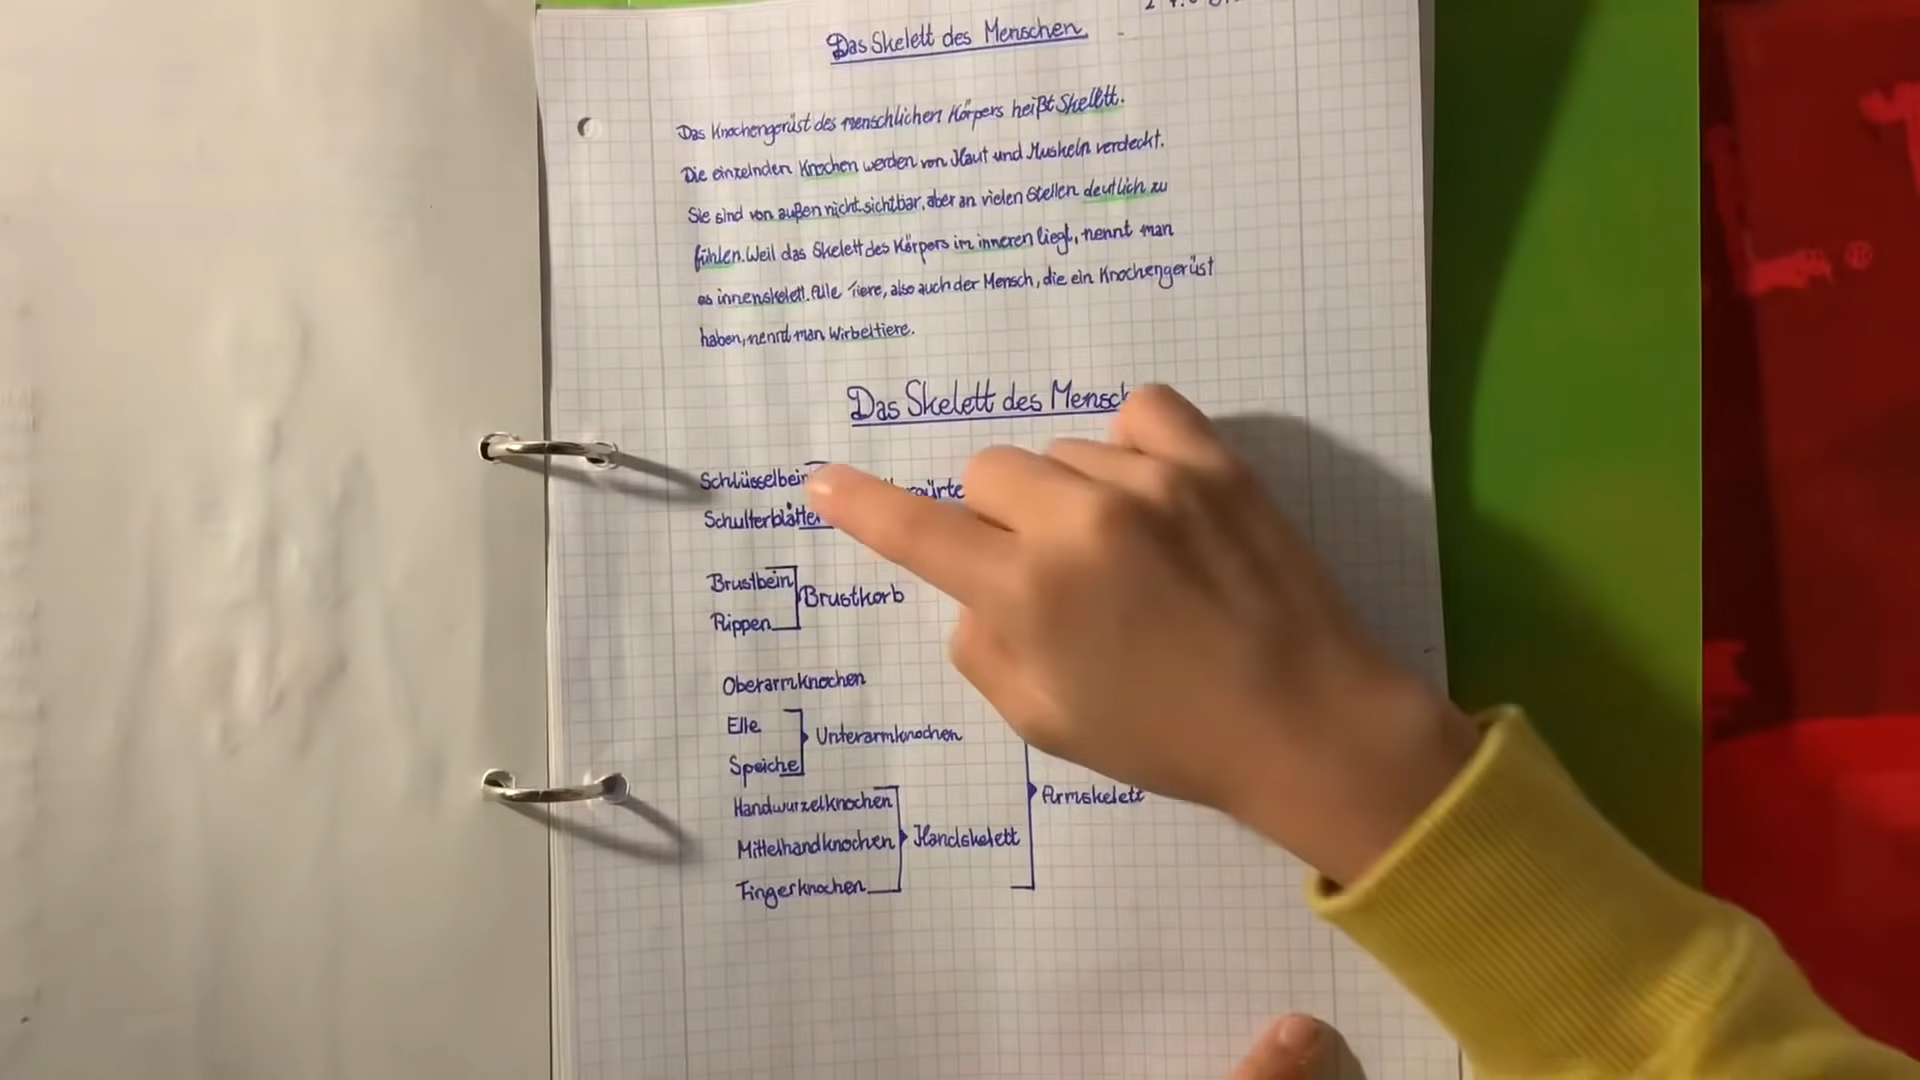 Das Skelett des Menschen
Das Knochengerüst des menschlichen Körpers heißt Skelett.
Die einzelnden Knochen werden von Haut und Muskeln verdeckt.
Sie sind von außen nicht sichtbar, aber an vielen Stellen deutlich zu
fühlen. Weil das Skelett des Körpers im inneren liegt, nennt man
es innenskelett. Alle Tiere, also auch der Mensch, die ein Knochengerüst
haben, nennd man Wirbeltiere.
Das Skelett des
Schlüsselbein
Schulterblätter
Brustbein
Brustkorb
Rippen
Oberarmknochen
Elle
Unterarmknochen
Speiche
Handwurzelknochen
Armskelett
Mittelhandknochen Handskelett
Fingerknochen